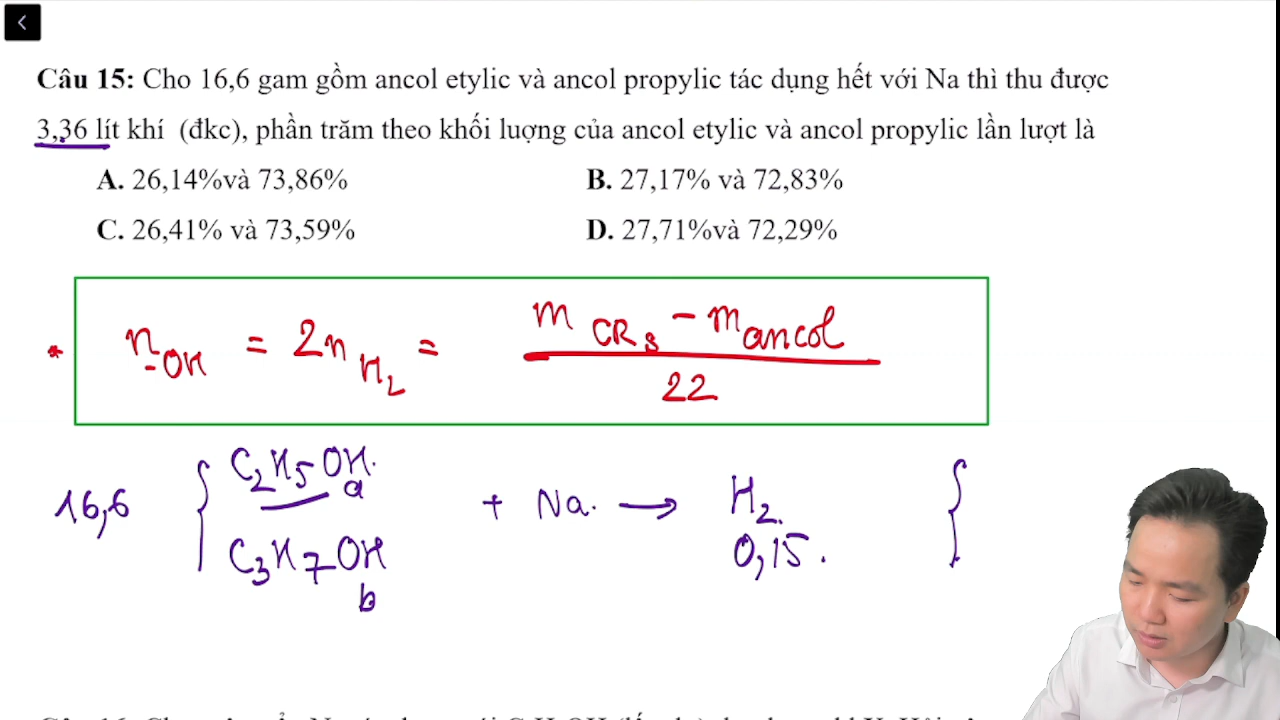 Câu 15: Cho 16,6 gam gồm ancol etylic và ancol propylic tác dụng hết với Na thì thu được
3,36 lít khí (đkc), phần trăm theo khối luợng của ancol etylic và ancol propylic lần lượt là
A. 26,14%và 73,86% B. 27,17% và 72,83%
C. 26,41% và 73,59% D. 27,71%và 72,29%
* n-OH = 2nH2 = (mCRS - mancol) / 22
16,6 { C2H5OH a + Na. → H2. {
C3H7OH b 0,15.